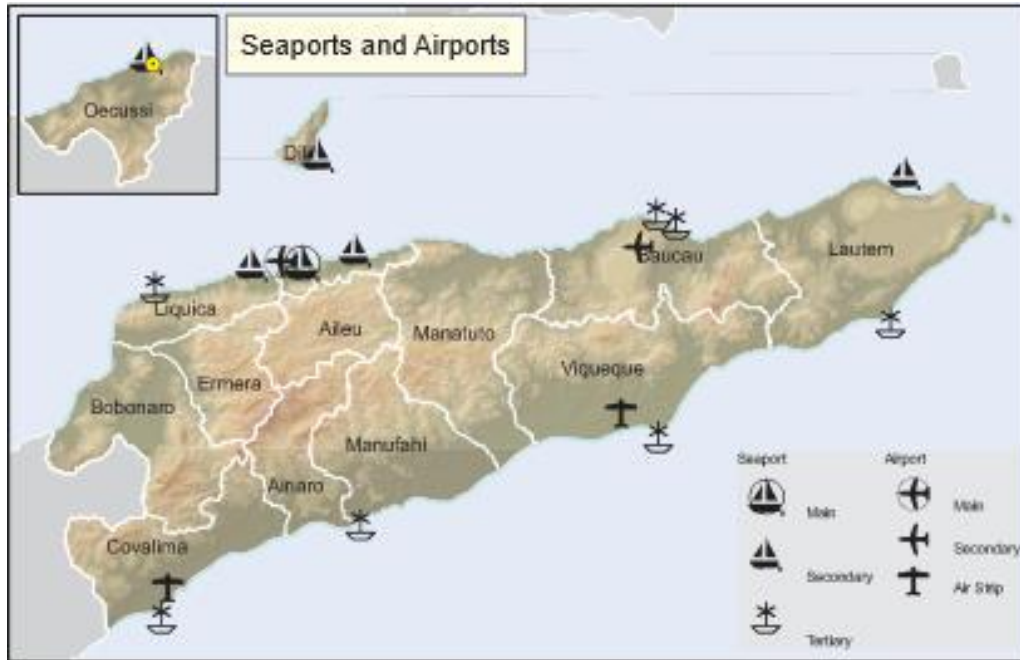 Seaports and Airports
Oecussi
Dili
Lautem
Baucau
Liquica
Aileu
Manatuto
Viqueque
Ermera
Bobonaro
Manufahi
Ainaro
Covalima
Seaport
Airport
Main
Main
Secondary
Secondary
Air Strip
Tertiary